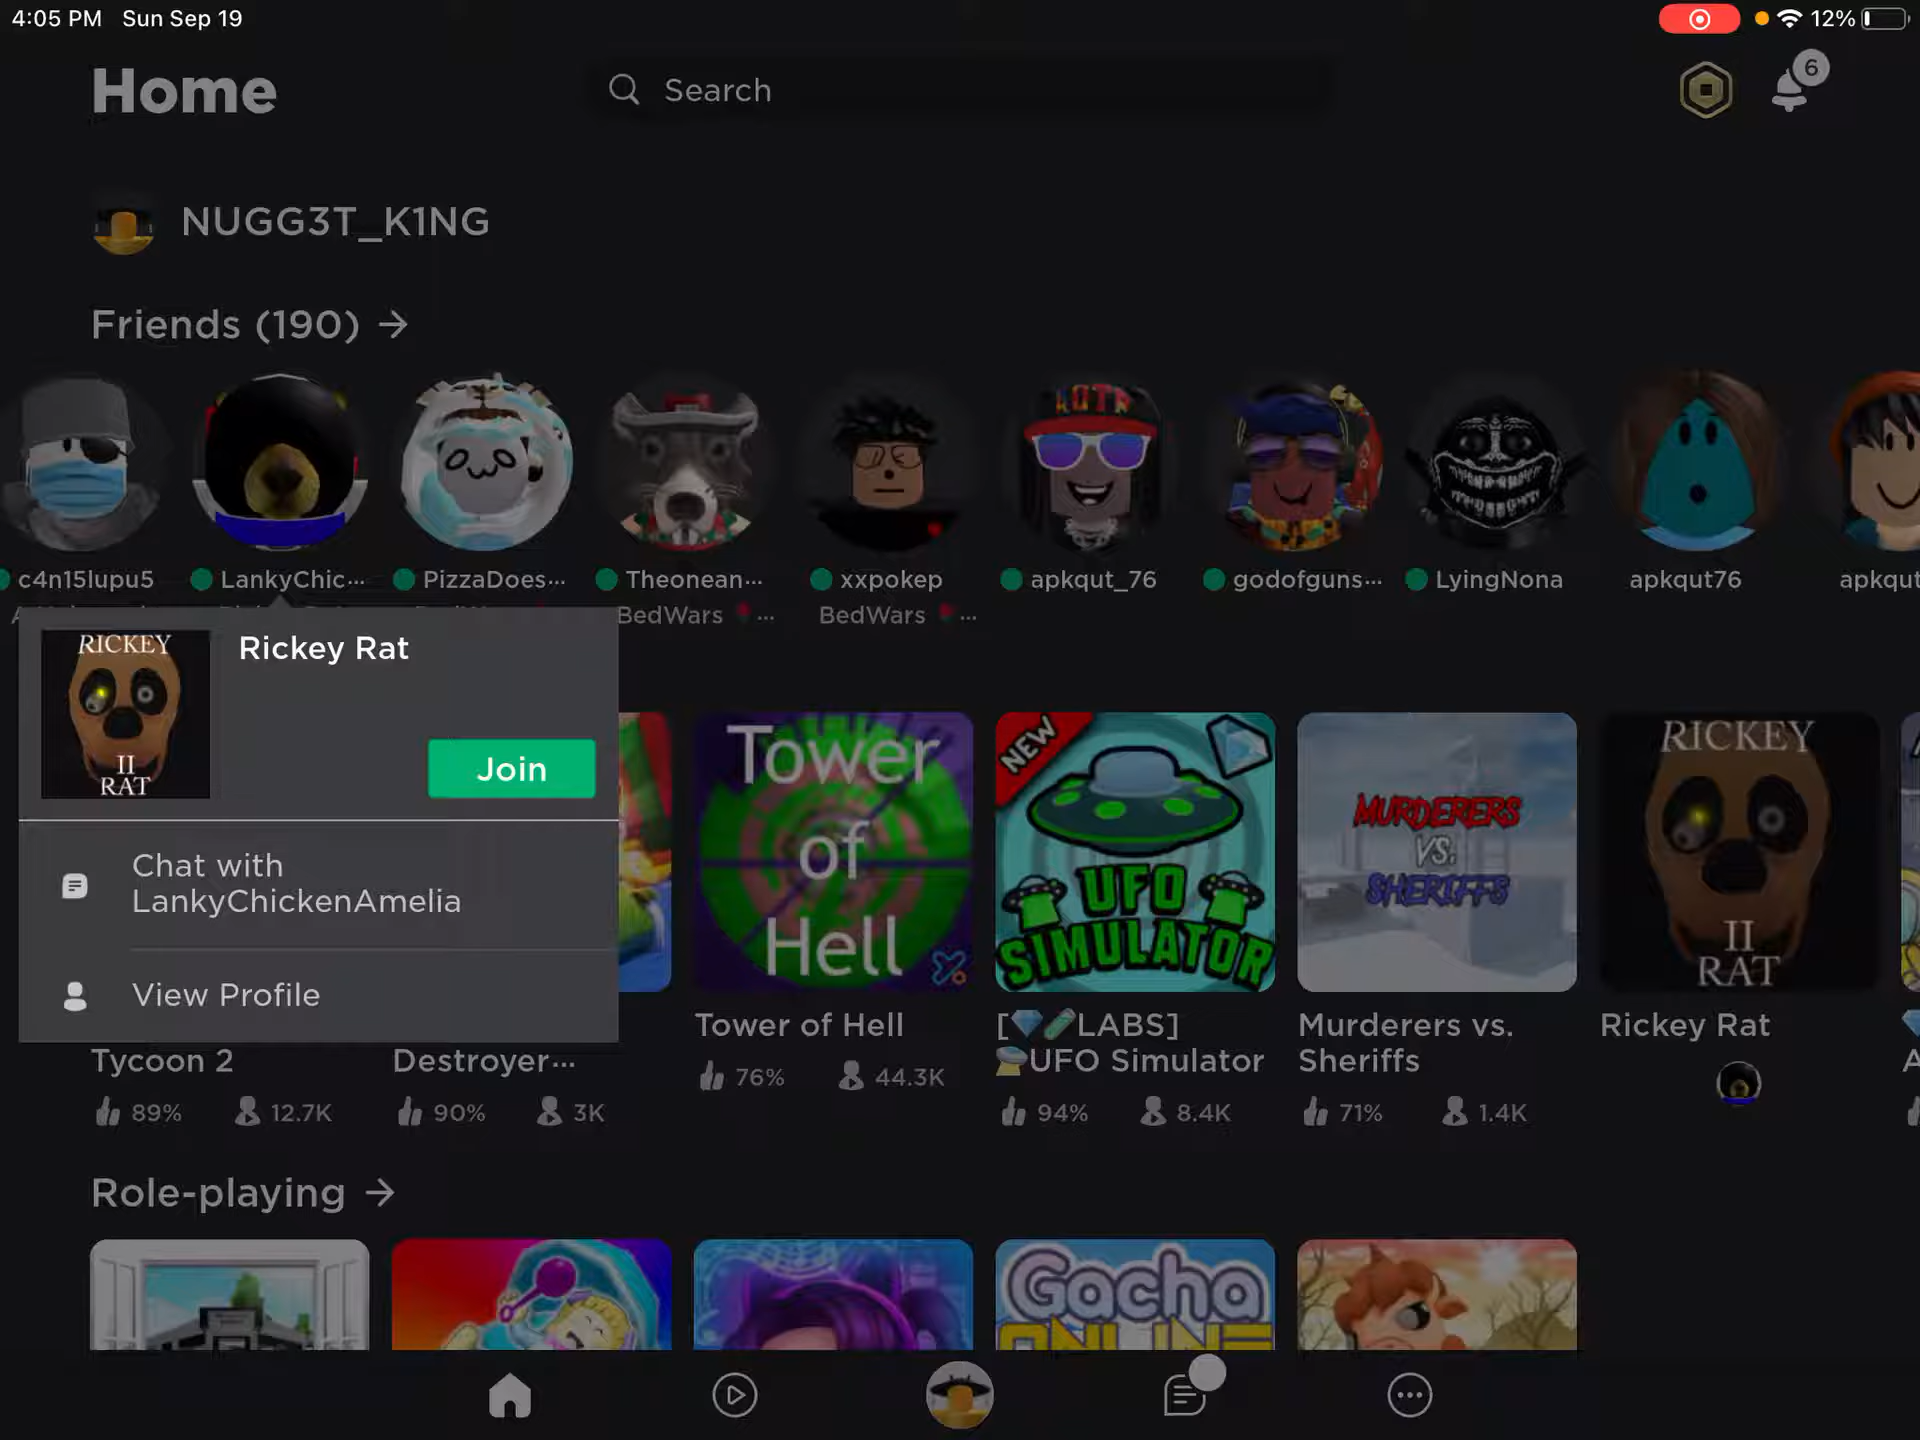 4:05 PM Sun Sep 19
12%
Home
Search
6
NUGG3T_K1NG
Friends (190) →
c4n15lupu5
LankyChic...
PizzaDoes...
Theonean...
xxpokep
apkqut_76
godofguns...
LyingNona
apkqut76
apkqut
BedWars
...
BedWars
...
RICKEY
II
RAT
Rickey Rat
Join
Chat with
LankyChickenAmelia
View Profile
Tower
of
Hell
NEW
UFO
SIMULATOR
MURDERERS
VS.
SHERIFFS
RICKEY
II
RAT
Tycoon 2
89% 12.7K
Destroyer...
90% 3K
Tower of Hell
76% 44.3K
[💎🧪LABS]
🛸UFO Simulator
94% 8.4K
Murderers vs.
Sheriffs
71% 1.4K
Rickey Rat
Role-playing →
Gacha
ONLINE